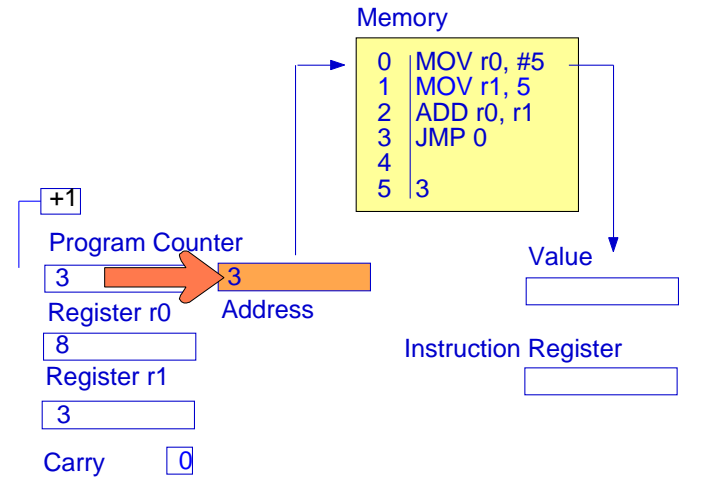 Memory
0 MOV r0, #5
1 MOV r1, 5
2 ADD r0, r1
3 JMP 0
4
5 3
+1
Program Counter
3
3
Address
Value
Register r0
8
Instruction Register
Register r1
3
Carry 0